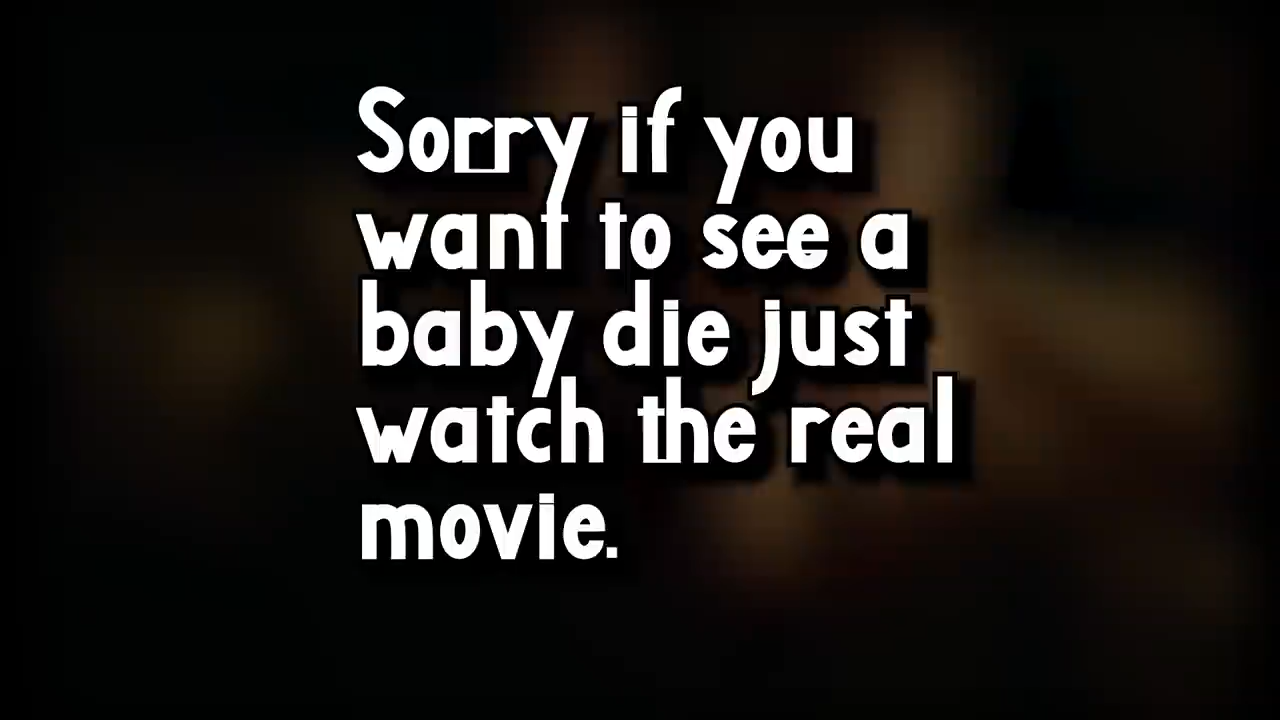 Sorry if you
want to see a
baby die just
watch the real
movie.